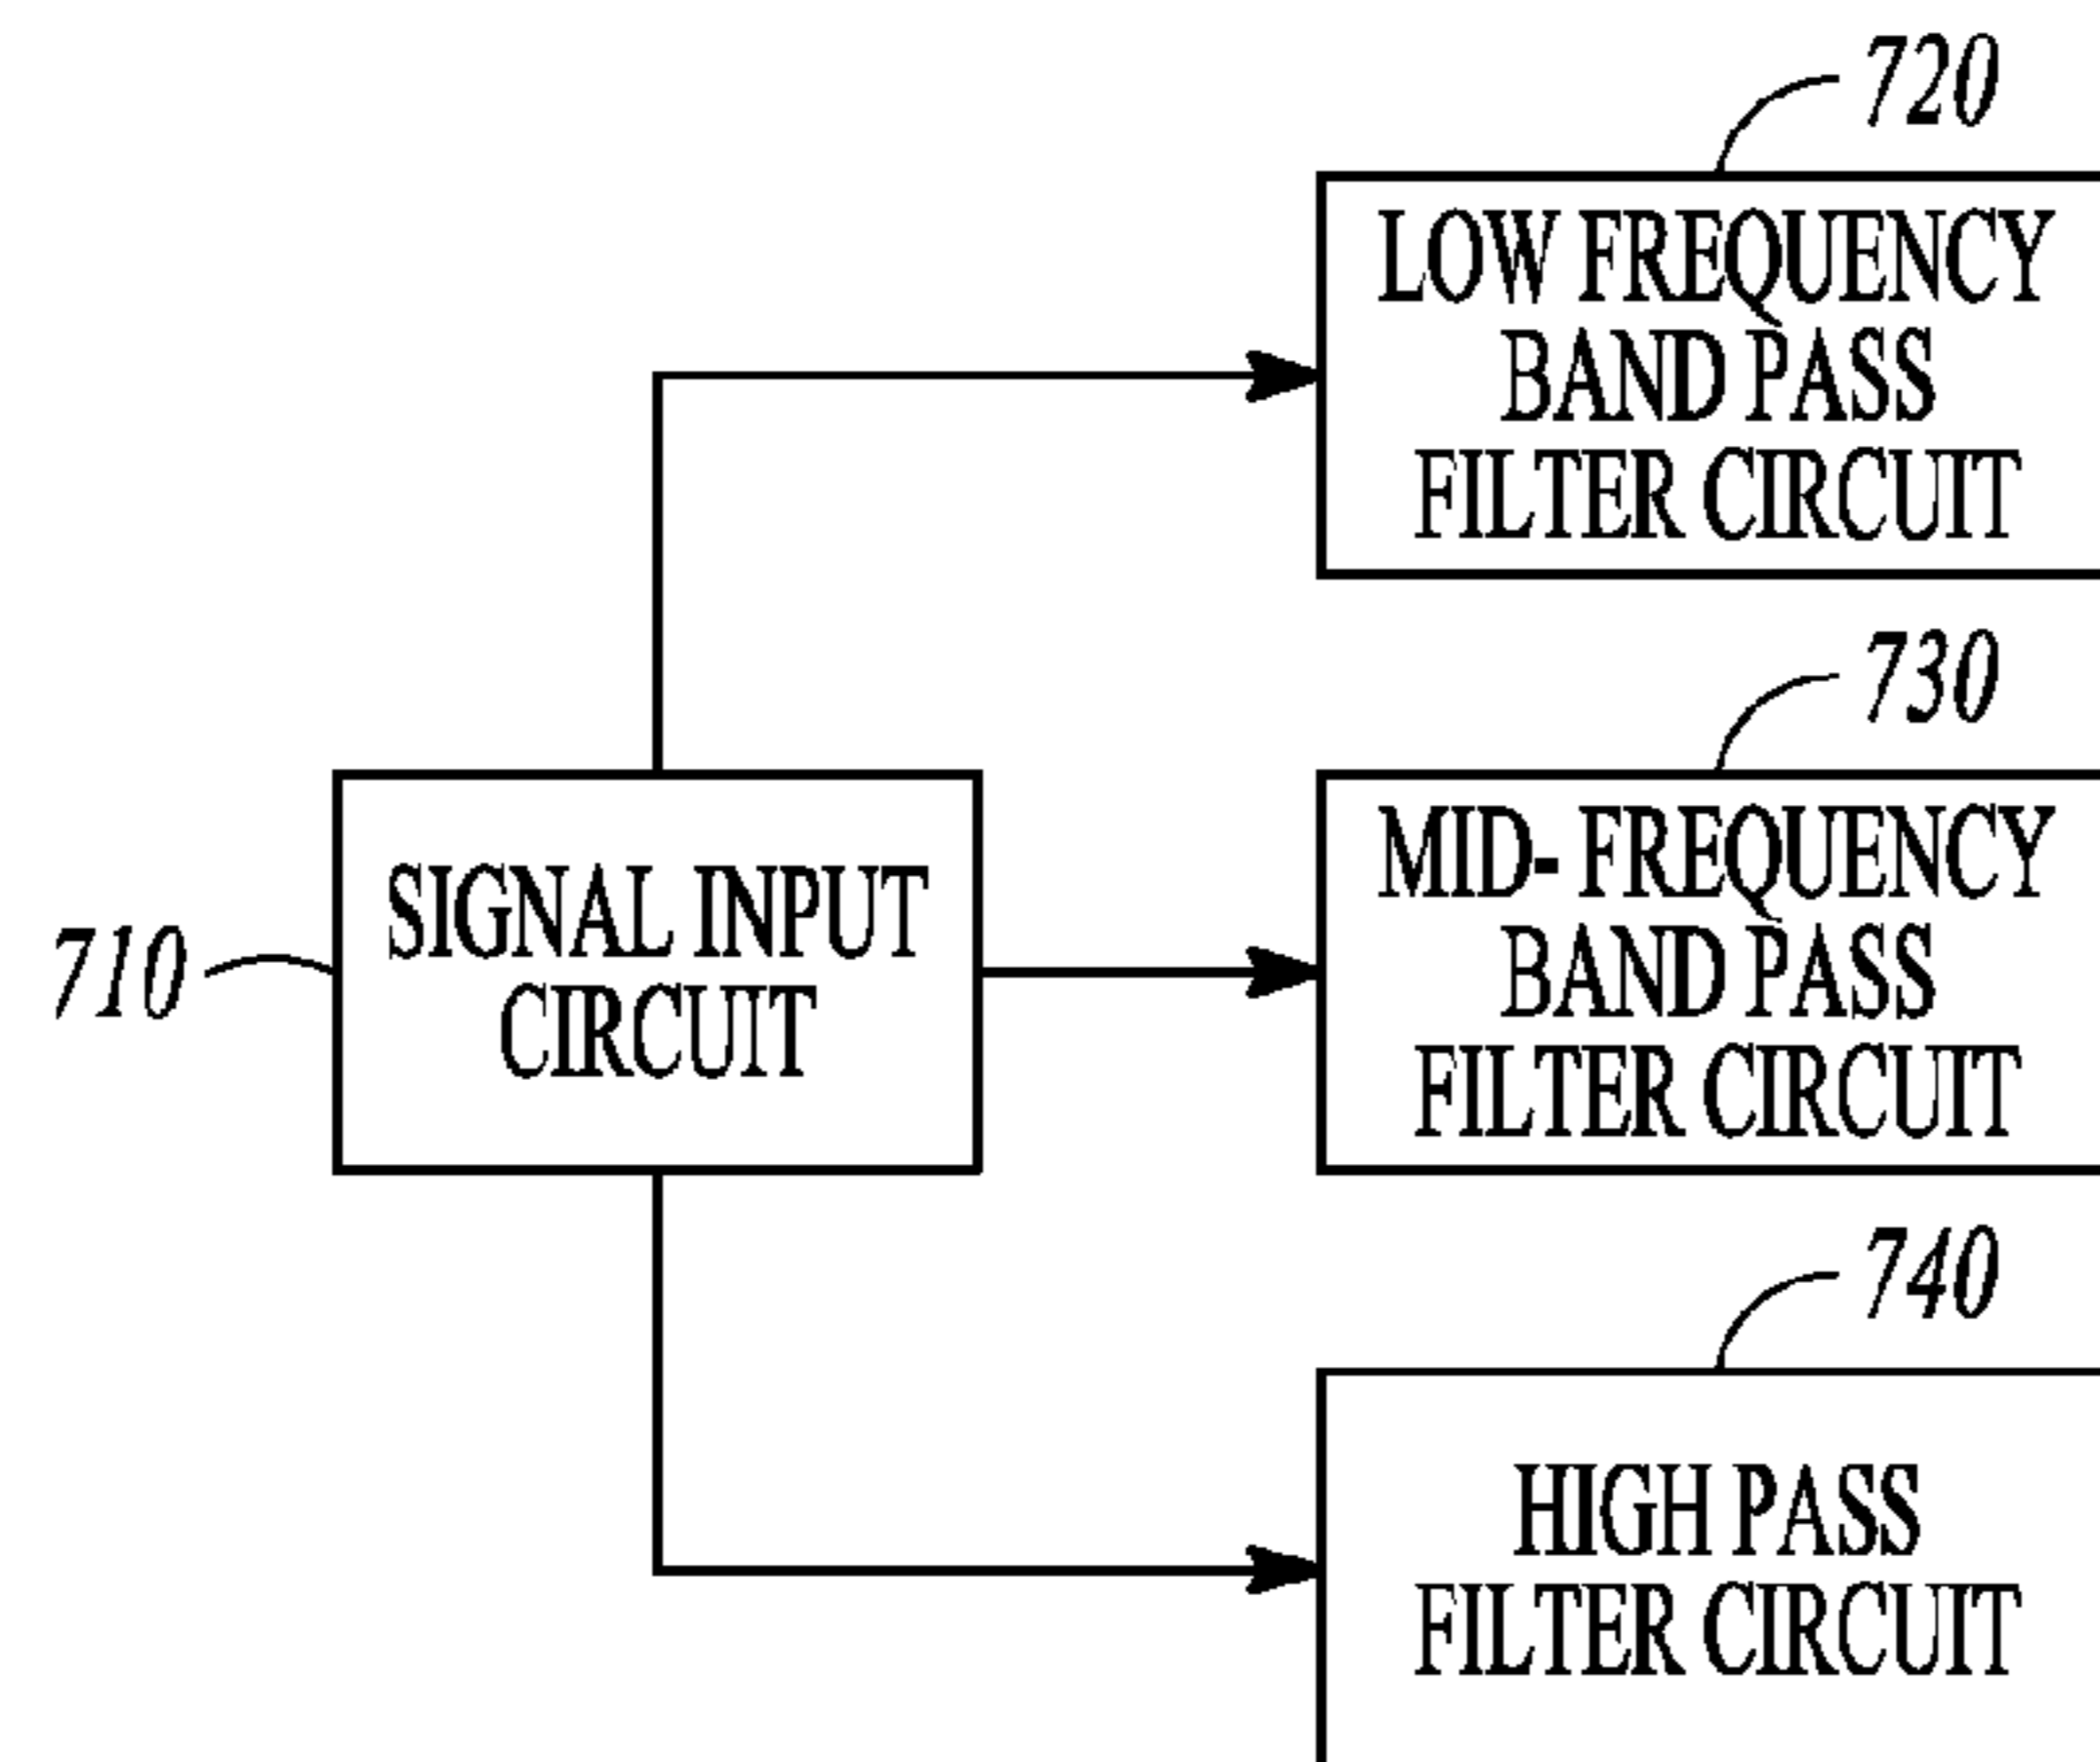 720
LOW FREQUENCY
BAND PASS
FILTER CIRCUIT
730
MID- FREQUENCY
BAND PASS
FILTER CIRCUIT
710
SIGNAL INPUT
CIRCUIT
740
HIGH PASS
FILTER CIRCUIT